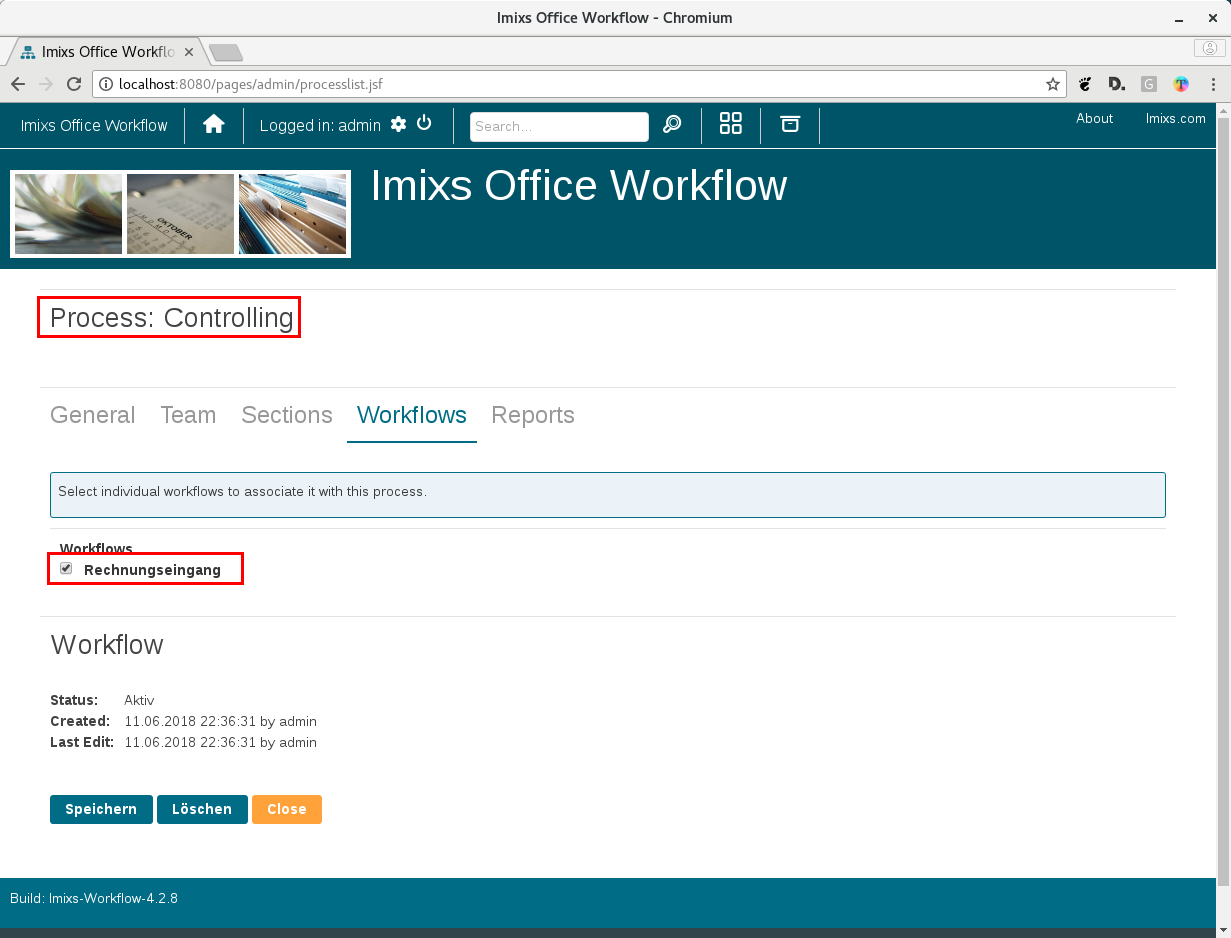 Imixs Office Workflow - Chromium
Imixs Office Workflo
localhost:8080/pages/admin/processlist.jsf
Imixs Office Workflow
Logged in: admin
Search...
About
Imixs.com
OKTOBER
Imixs Office Workflow
Process: Controlling
General Team Sections Workflows Reports
Select individual workflows to associate it with this process.
Workflows
Rechnungseingang
Workflow
Status: Aktiv
Created: 11.06.2018 22:36:31 by admin
Last Edit: 11.06.2018 22:36:31 by admin
Speichern Löschen Close
Build: Imixs-Workflow-4.2.8